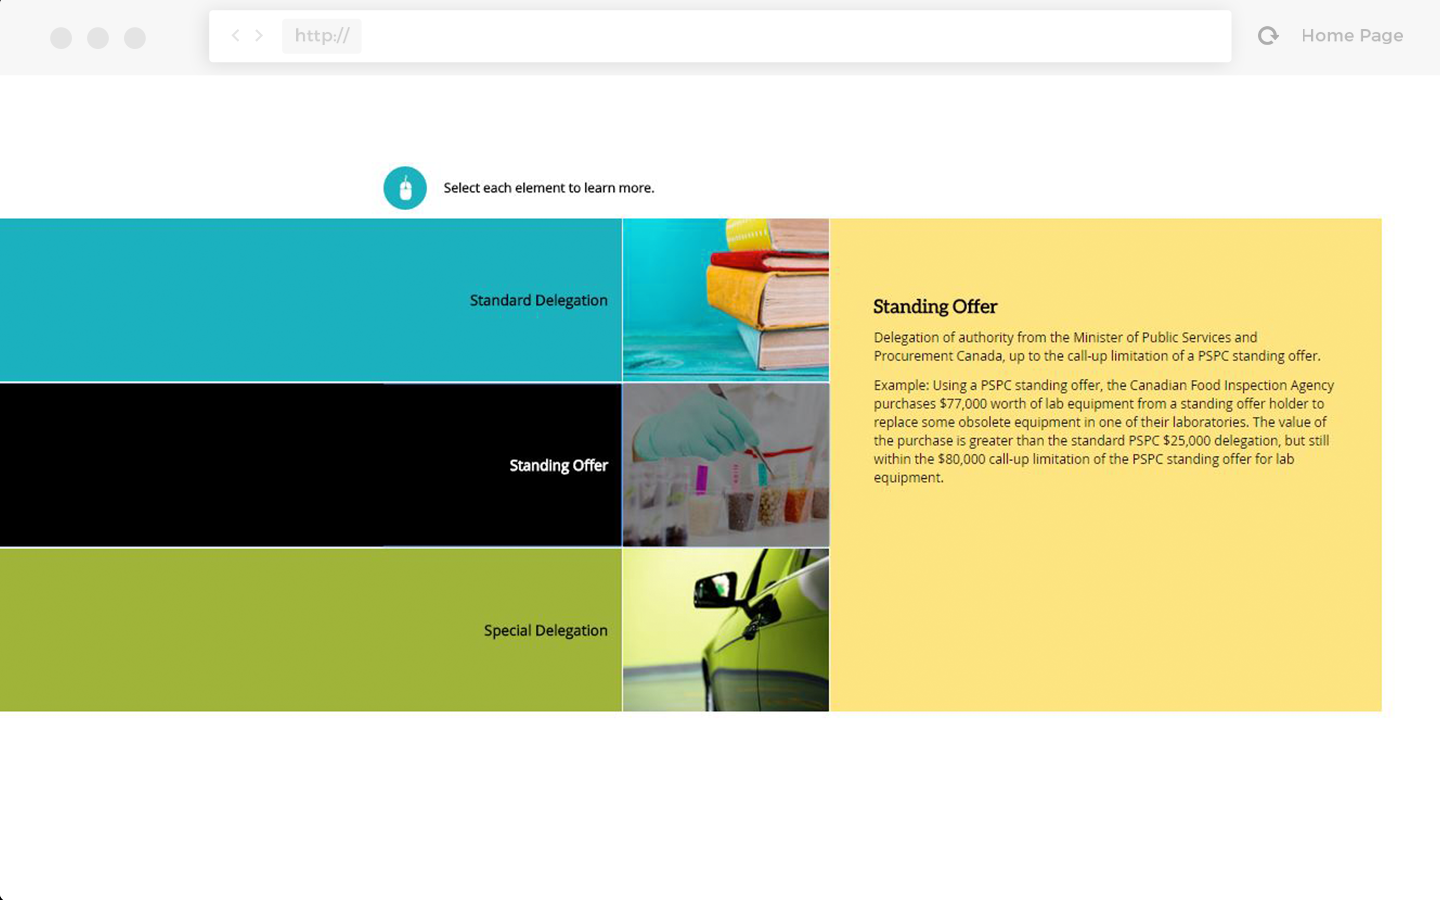 http://
Home Page
Select each element to learn more.
Standard Delegation
Standing Offer
Special Delegation
Standing Offer
Delegation of authority from the Minister of Public Services and
Procurement Canada, up to the call-up limitation of a PSPC standing offer.
Example: Using a PSPC standing offer, the Canadian Food Inspection Agency
purchases $77,000 worth of lab equipment from a standing offer holder to
replace some obsolete equipment in one of their laboratories. The value of
the purchase is greater than the standard PSPC $25,000 delegation, but still
within the $80,000 call-up limitation of the PSPC standing offer for lab
equipment.